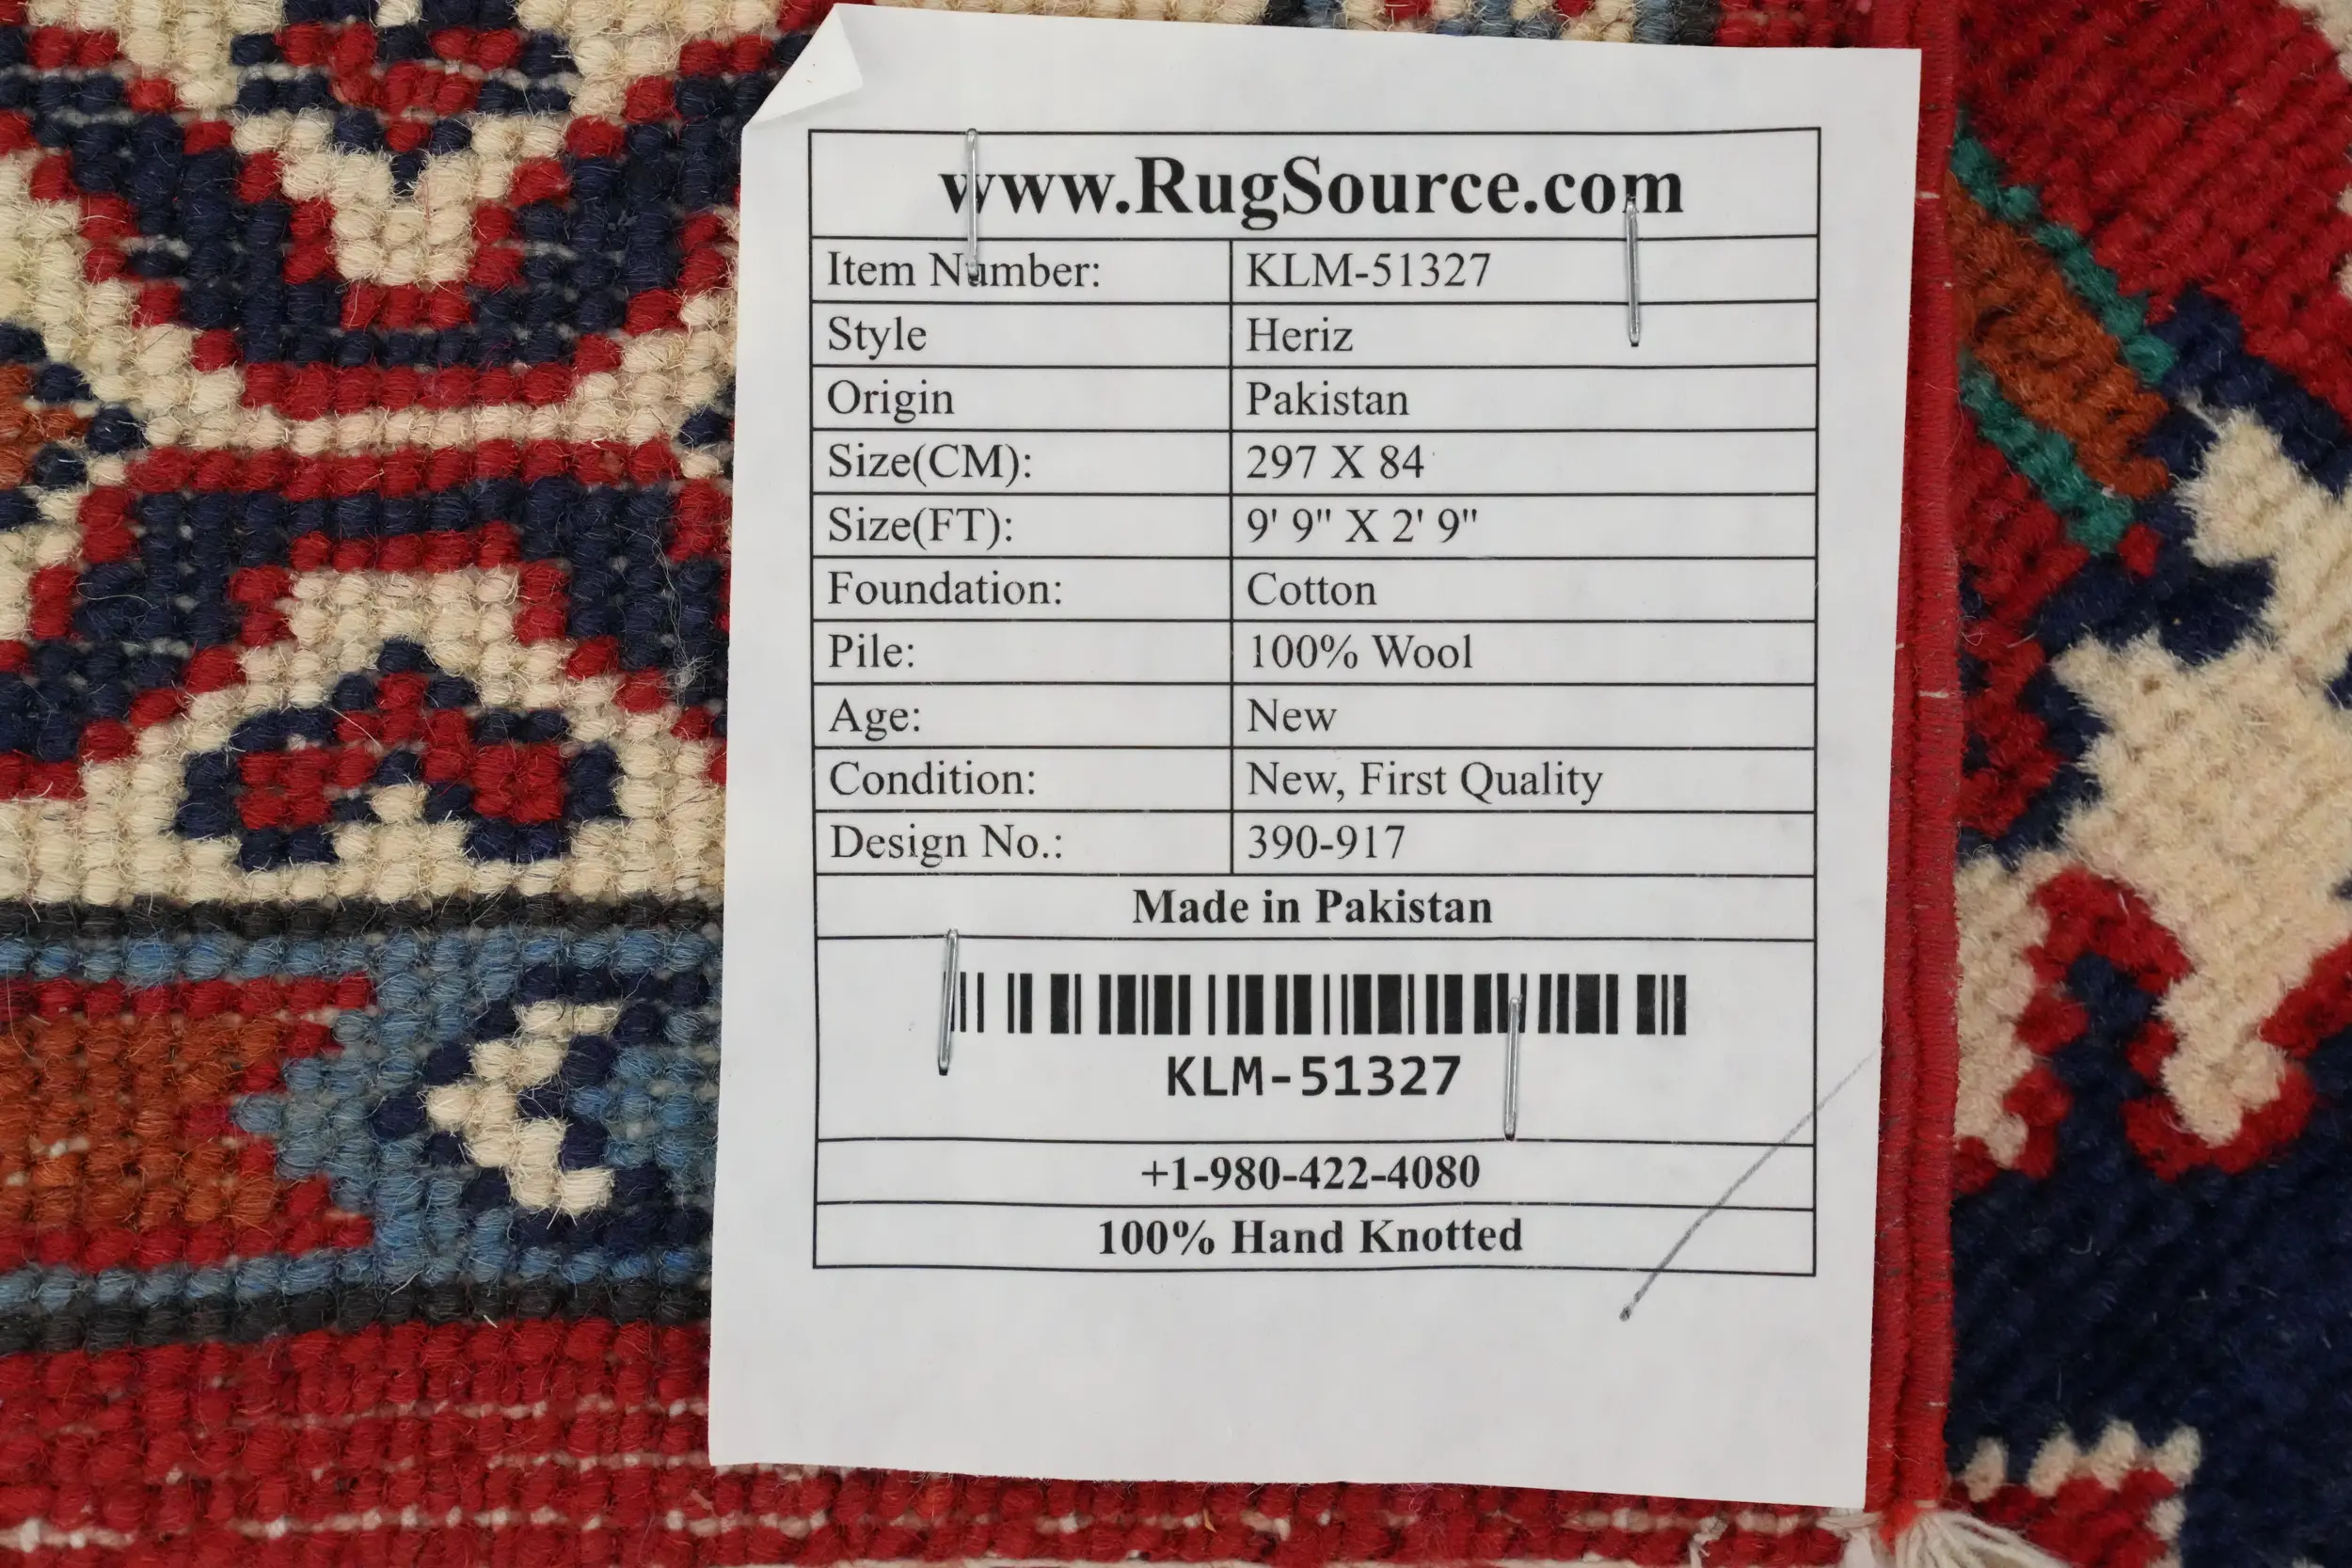 www.RugSource.com
Item Number: KLM-51327
Style Heriz
Origin Pakistan
Size(CM): 297 X 84
Size(FT): 9' 9" X 2' 9"
Foundation: Cotton
Pile: 100% Wool
Age: New
Condition: New, First Quality
Design No.: 390-917
Made in Pakistan
KLM-51327
+1-980-422-4080
100% Hand Knotted